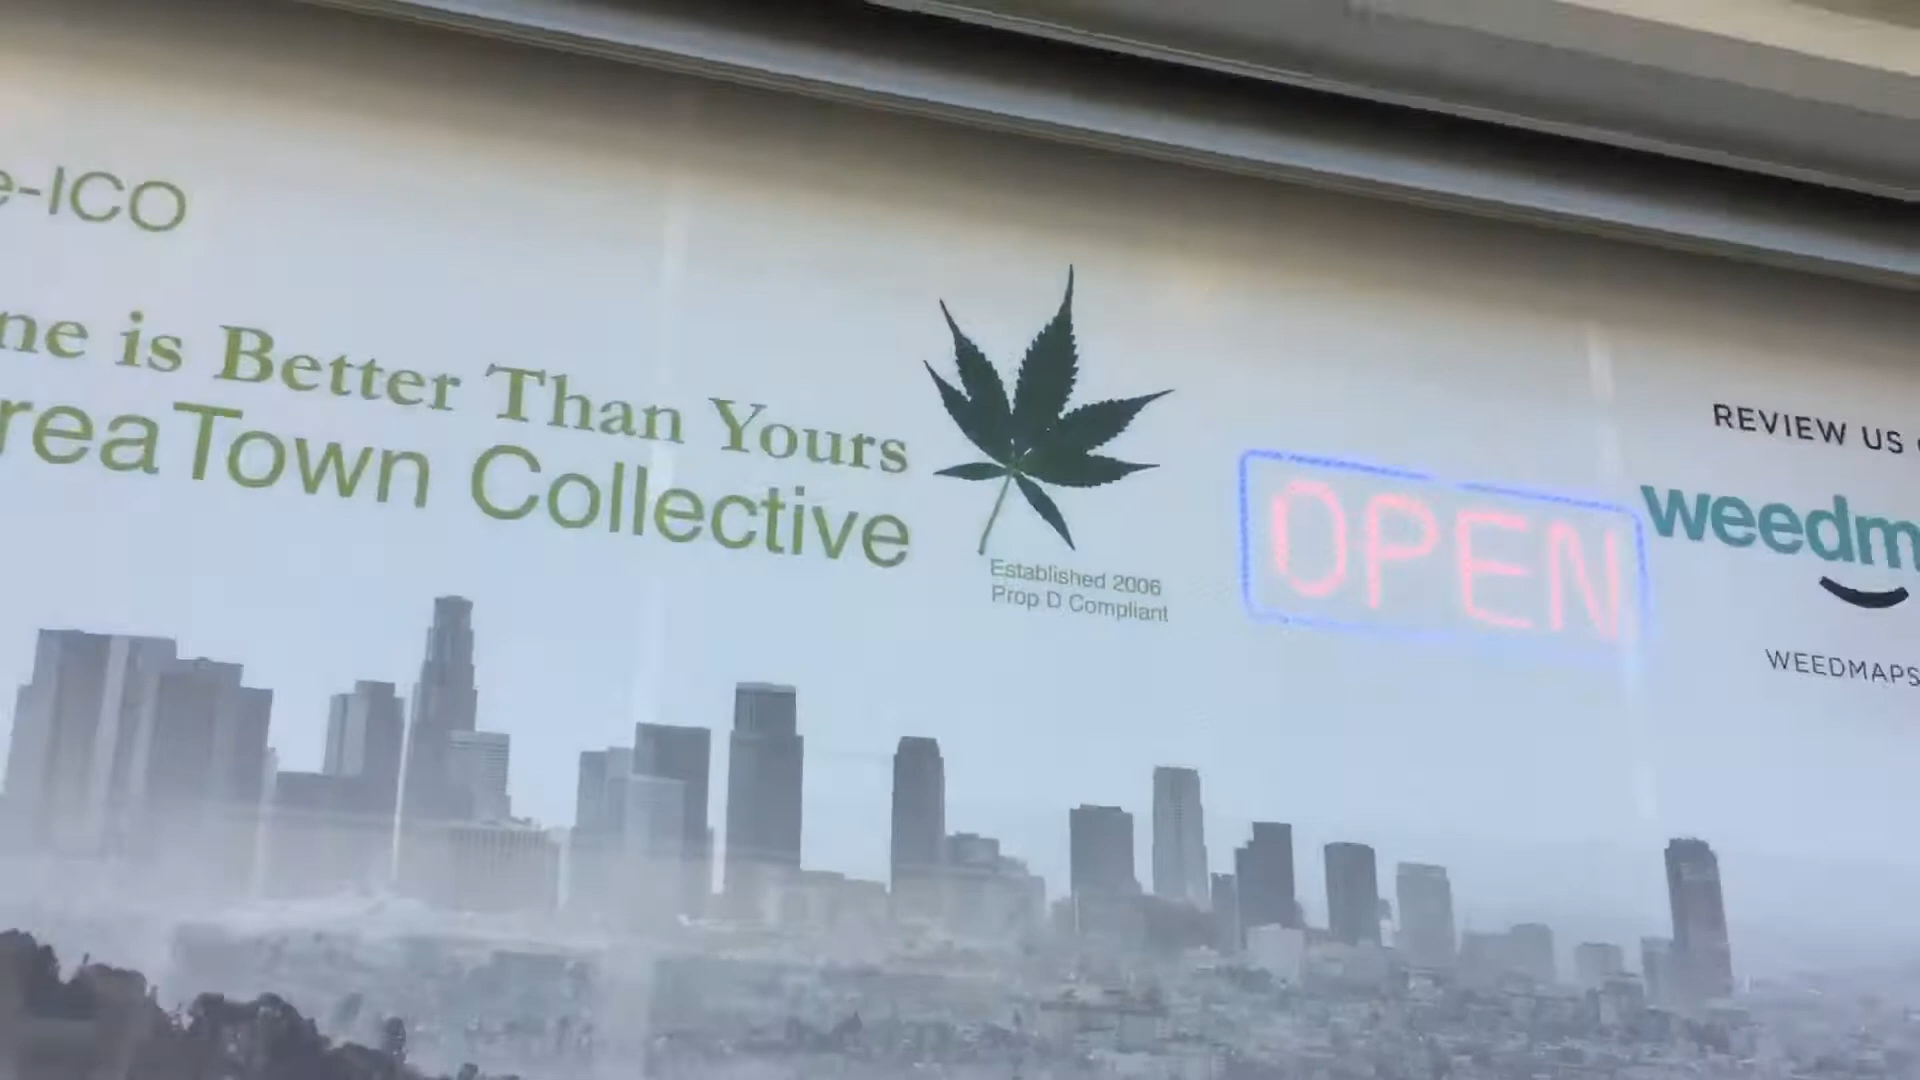 e-ICO
ne is Better Than Yours
reaTown Collective
Established 2006
Prop D Compliant
OPEN
REVIEW US
weedm
WEEDMAPS